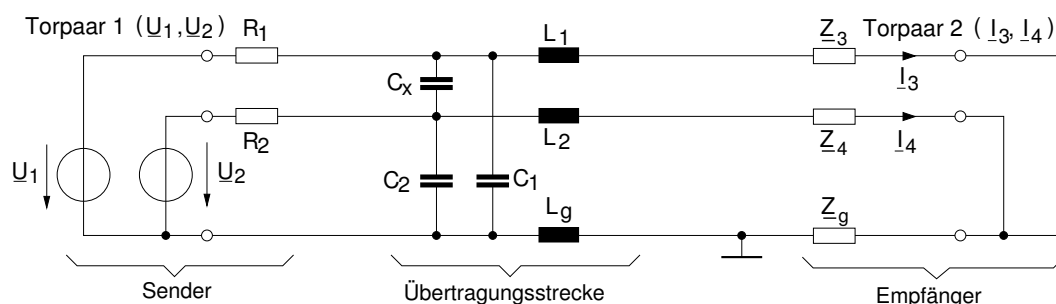 Torpaar 1 (U1,U2)
R1
L1
Z3
Torpaar 2 (I3, I4)
I3
Cx
R2
L2
Z4
I4
U1
U2
C2
C1
Lg
Zg
Sender
Übertragungsstrecke
Empfänger